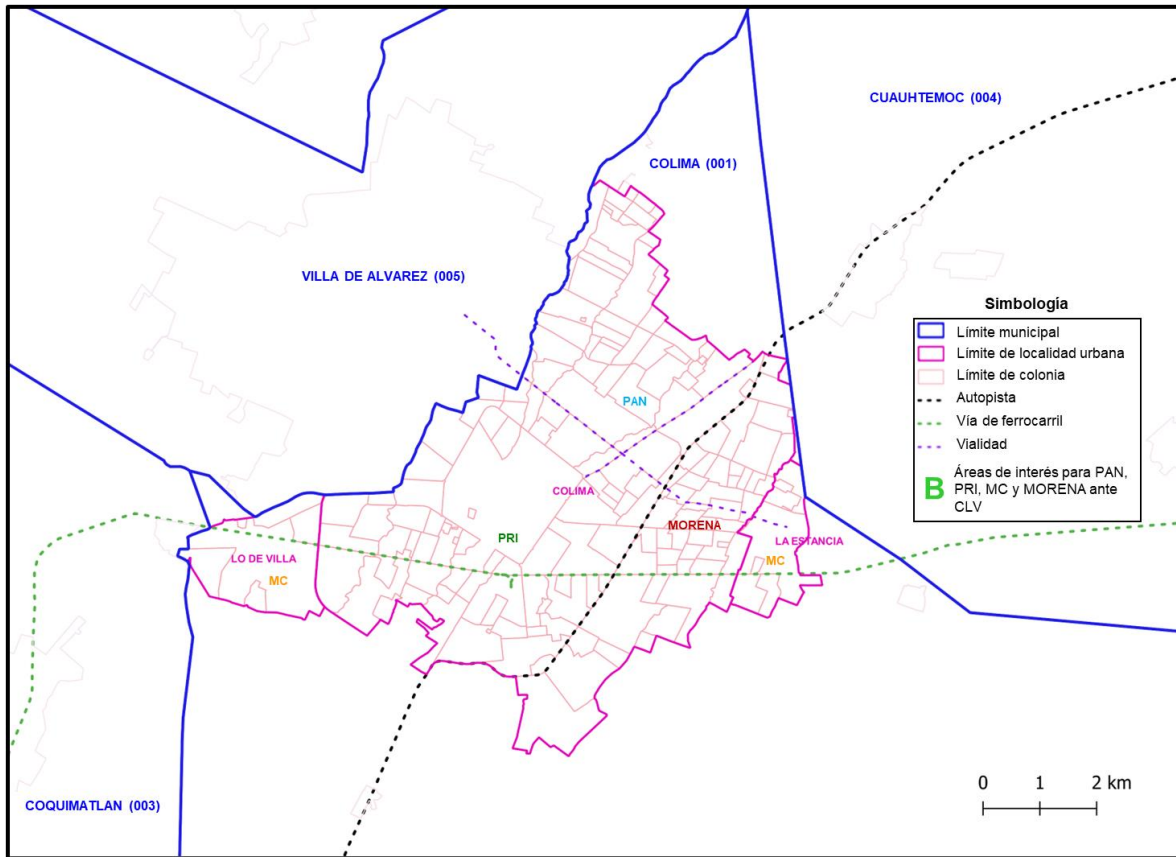 CUAUHTEMOC (004)
COLIMA (001)
VILLA DE ALVAREZ (005)
Simbología
Límite municipal
Límite de localidad urbana
Límite de colonia
Autopista
Vía de ferrocarril
Vialidad
B
Áreas de interés para PAN,
PRI, MC y MORENA ante
CLV
PAN
COLIMA
MORENA
PRI
LA ESTANCIA
MC
LO DE VILLA
MC
COQUIMATLAN (003)
0 1 2 km